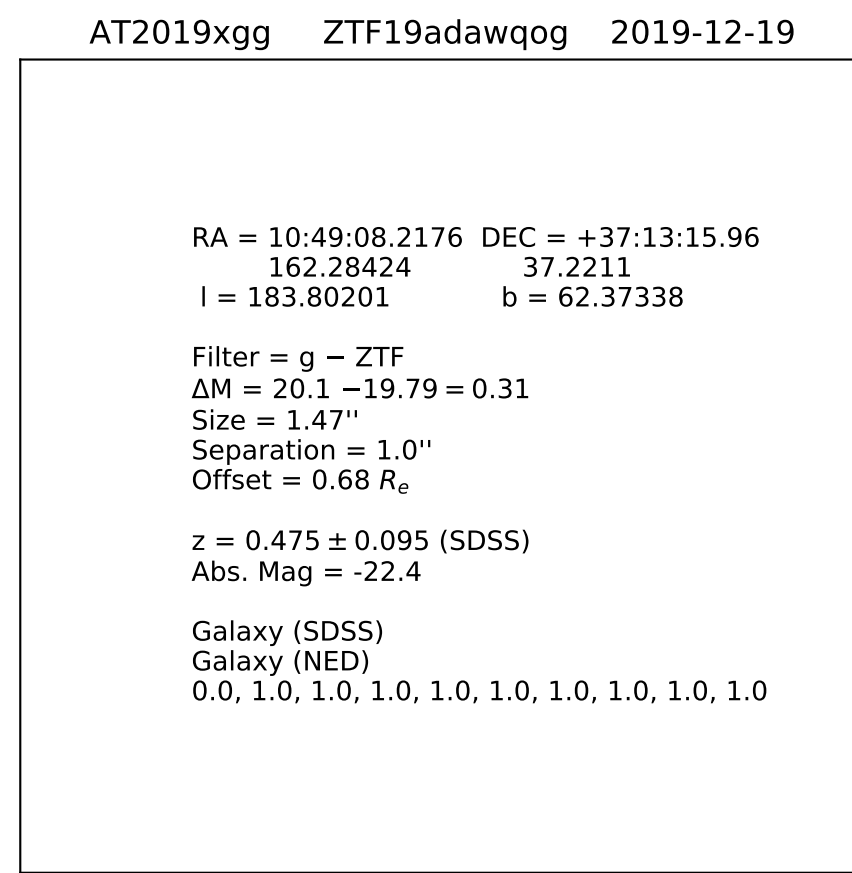 AT2019xgg ZTF19adawqog 2019-12-19
RA = 10:49:08.2176 DEC = +37:13:15.96
162.28424 37.2211
l = 183.80201 b = 62.37338
Filter = g − ZTF
ΔM = 20.1 −19.79 = 0.31
Size = 1.47''
Separation = 1.0''
Offset = 0.68 Re
z = 0.475 ± 0.095 (SDSS)
Abs. Mag = -22.4
Galaxy (SDSS)
Galaxy (NED)
0.0, 1.0, 1.0, 1.0, 1.0, 1.0, 1.0, 1.0, 1.0, 1.0